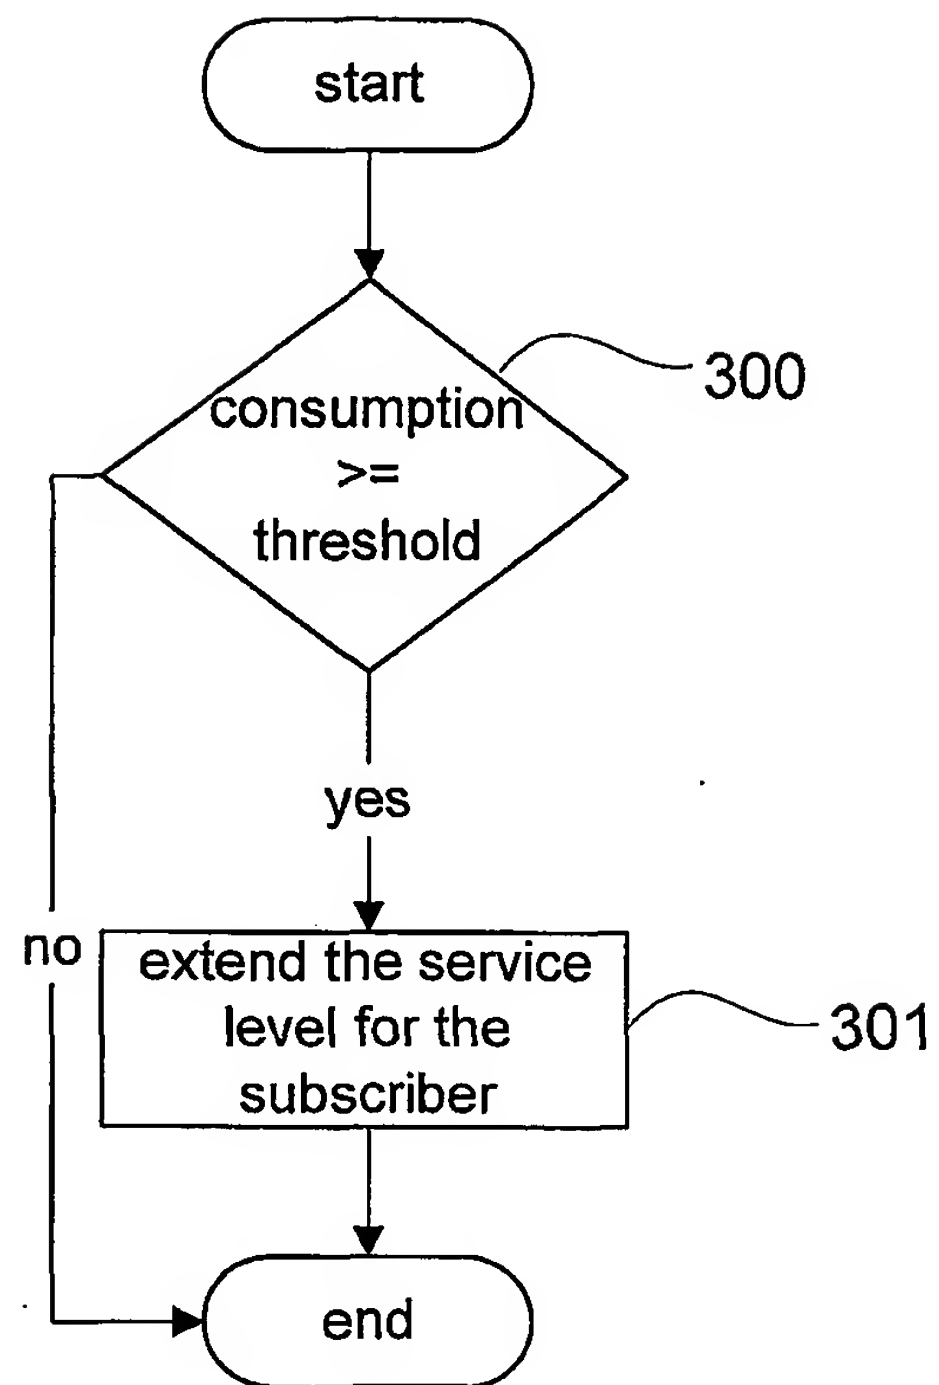 start
300
consumption
>=
threshold
yes
no
extend the service
level for the
subscriber
301
end